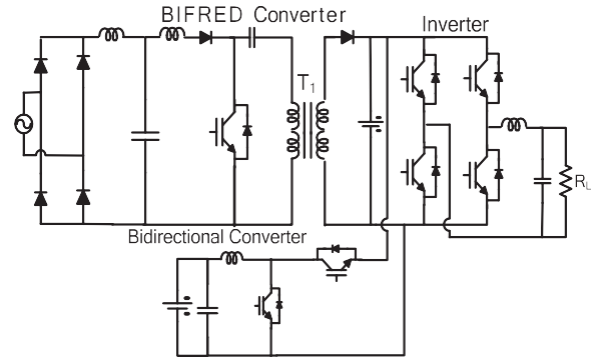 BIFRED Converter
Inverter
T1
RL
Bidirectional Converter